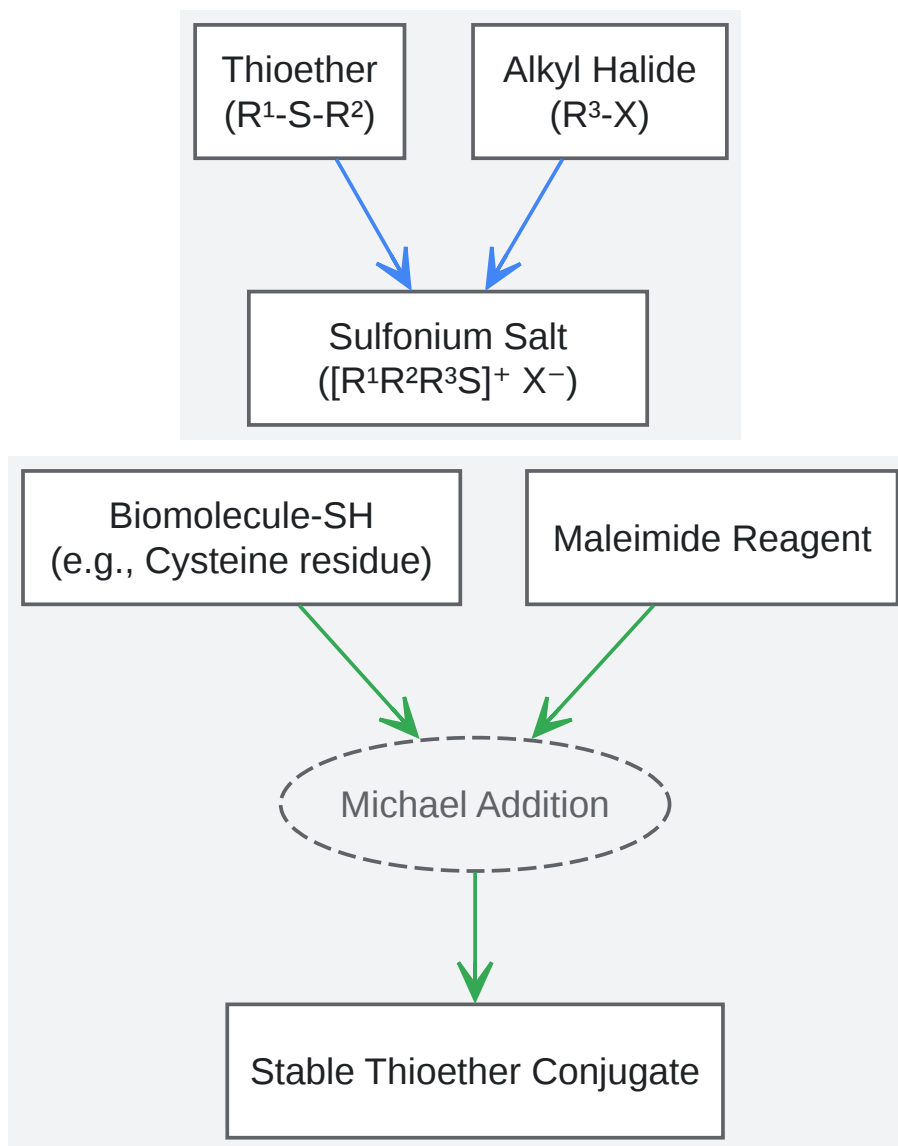 Thioether
(R¹-S-R²)
Alkyl Halide
(R³-X)
Sulfonium Salt
([R¹R²R³S]⁺ X⁻)
Biomolecule-SH
(e.g., Cysteine residue)
Maleimide Reagent
Michael Addition
Stable Thioether Conjugate